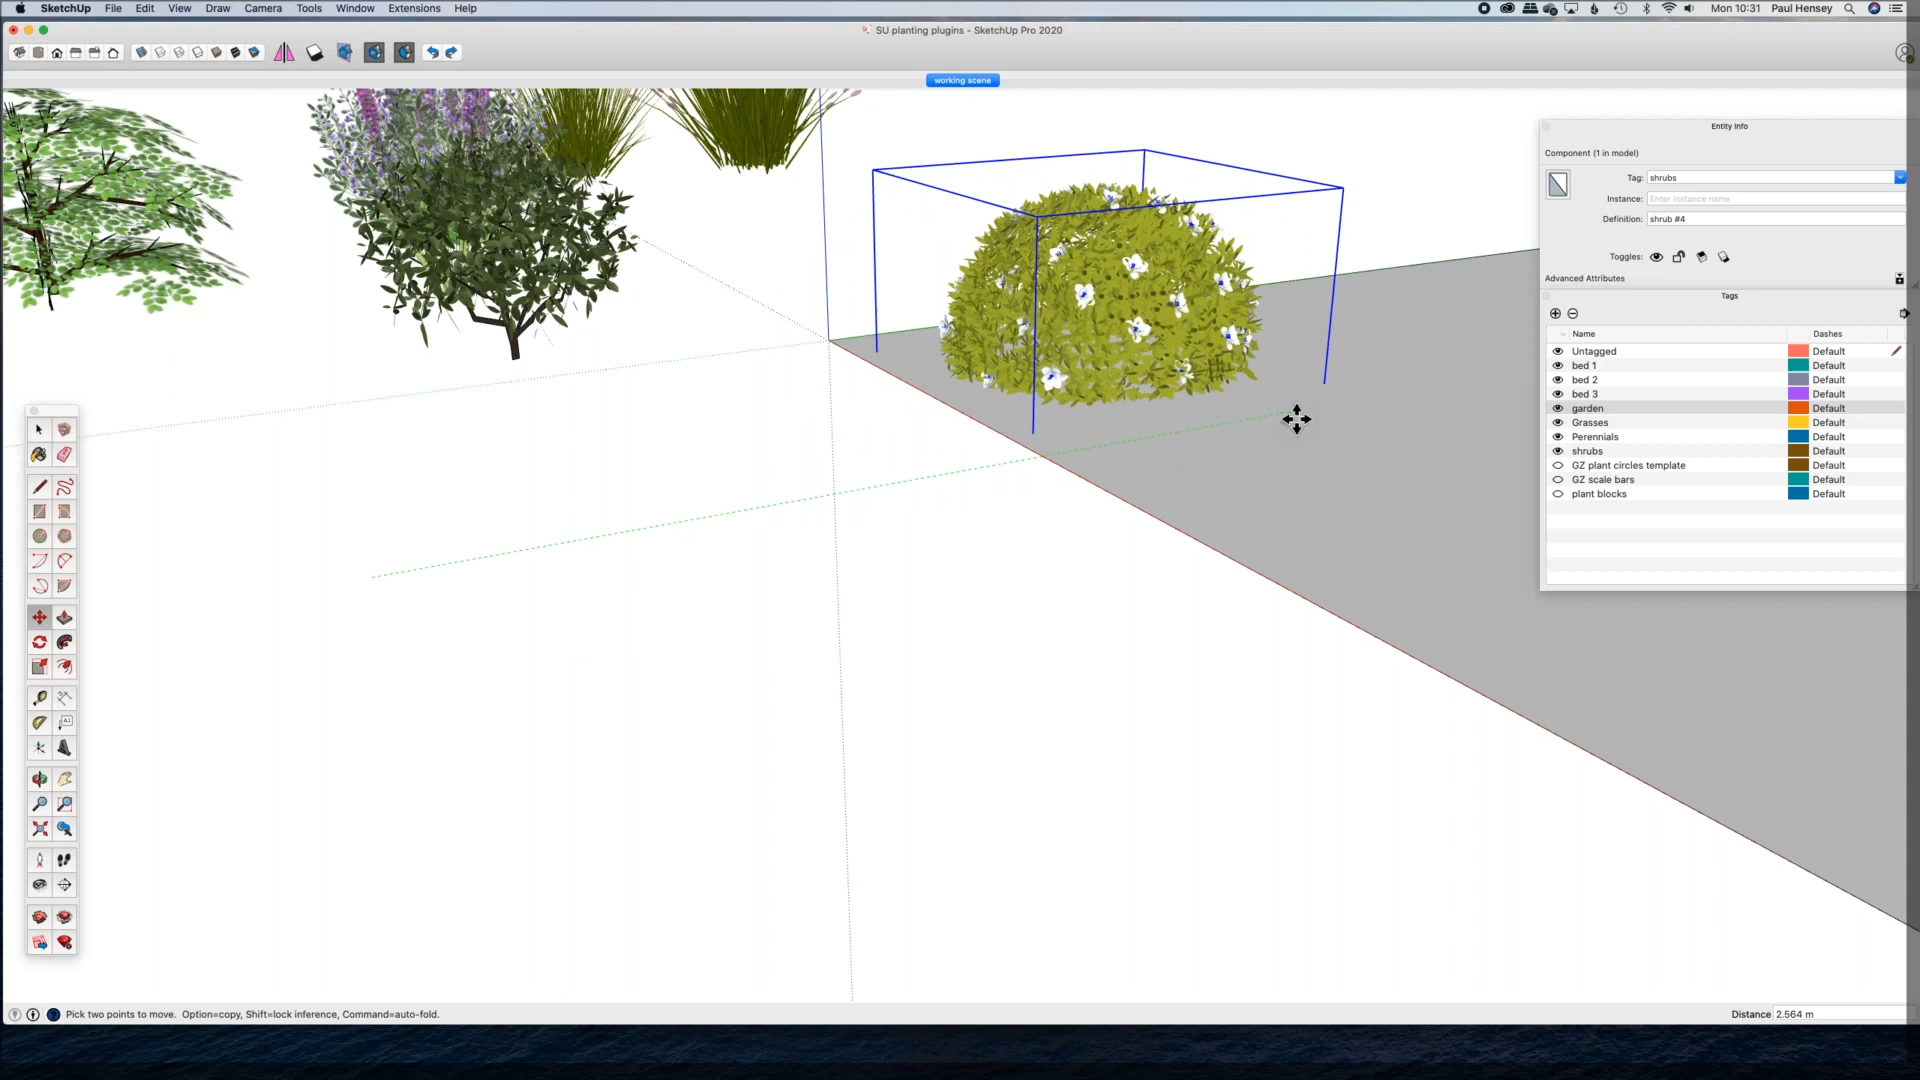 SketchUp File Edit View Draw Camera Tools Window Extensions Help
Mon 10:31 Paul Hensey
SU planting plugins - SketchUp Pro 2020
working scene
Entity Info
Component (1 in model)
Tag: shrubs
Instance: Enter instance name
Definition: shrub #4
Toggles:
Advanced Attributes
Tags
Name Dashes
Untagged Default
bed 1 Default
bed 2 Default
bed 3 Default
garden Default
Grasses Default
Perennials Default
shrubs Default
GZ plant circles template Default
GZ scale bars Default
plant blocks Default
Pick two points to move. Option=copy, Shift=lock inference, Command=auto-fold.
Distance 2.564 m